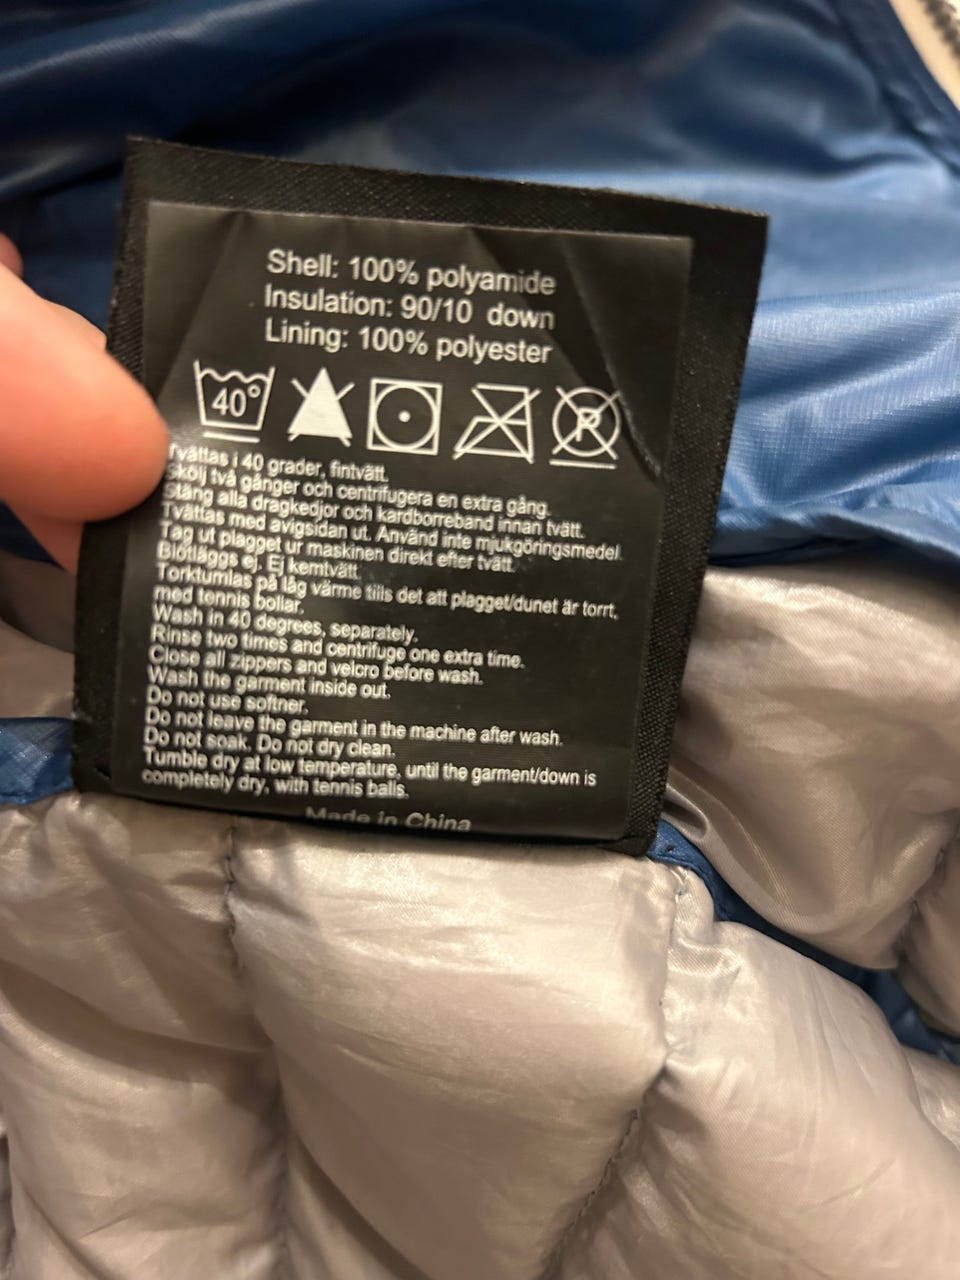 Shell: 100% polyamide
Insulation: 90/10 down
Lining: 100% polyester
40° P
Tvättas i 40 grader, fintvätt.
Skölj två gånger och centrifugera en extra gång.
Stäng alla dragkedjor och kardborreband innan tvätt.
Tvättas med avigsidan ut. Använd inte mjukgöringsmedel.
Tag ut plagget ur maskinen direkt efter tvätt.
Blötläggs ej. Ej kemtvätt.
Torktumlas på låg värme tills det att plagget/dunet är torrt,
med tennis bollar.
Wash in 40 degrees, separately.
Rinse two times and centrifuge one extra time.
Close all zippers and velcro before wash.
Wash the garment inside out.
Do not use softner.
Do not leave the garment in the machine after wash.
Do not soak. Do not dry clean.
Tumble dry at low temperature, until the garment/down is
completely dry, with tennis balls.
Made in China